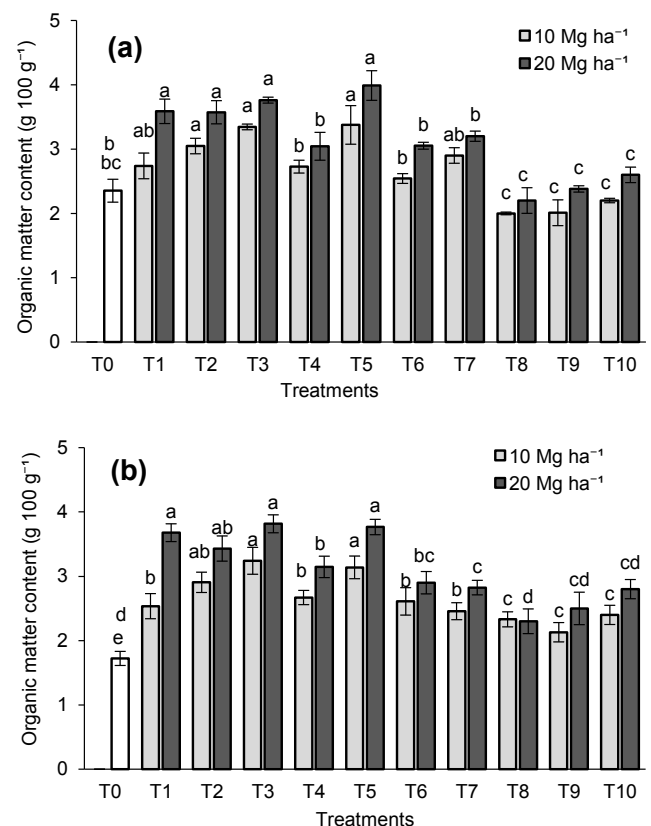 (a)
10 Mg ha⁻¹
20 Mg ha⁻¹
Organic matter content (g 100 g⁻¹)
5
4
3
2
1
0
b
bc
ab
a
a
a
a
a
b
b
a
a
b
b
ab
b
c
c
c
c
c
c
T0 T1 T2 T3 T4 T5 T6 T7 T8 T9 T10
Treatments
(b)
10 Mg ha⁻¹
20 Mg ha⁻¹
Organic matter content (g 100 g⁻¹)
5
4
3
2
1
0
d
e
b
a
ab
ab
a
a
b
b
a
a
b
bc
b
c
c
d
c
cd
c
cd
T0 T1 T2 T3 T4 T5 T6 T7 T8 T9 T10
Treatments